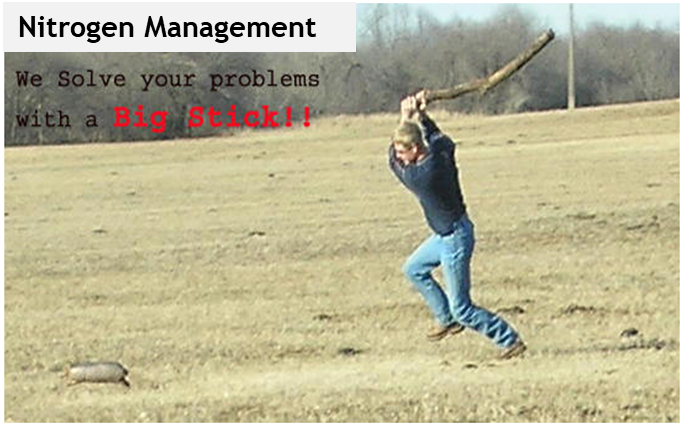 Nitrogen Management
We Solve your problems
with a Big Stick!!